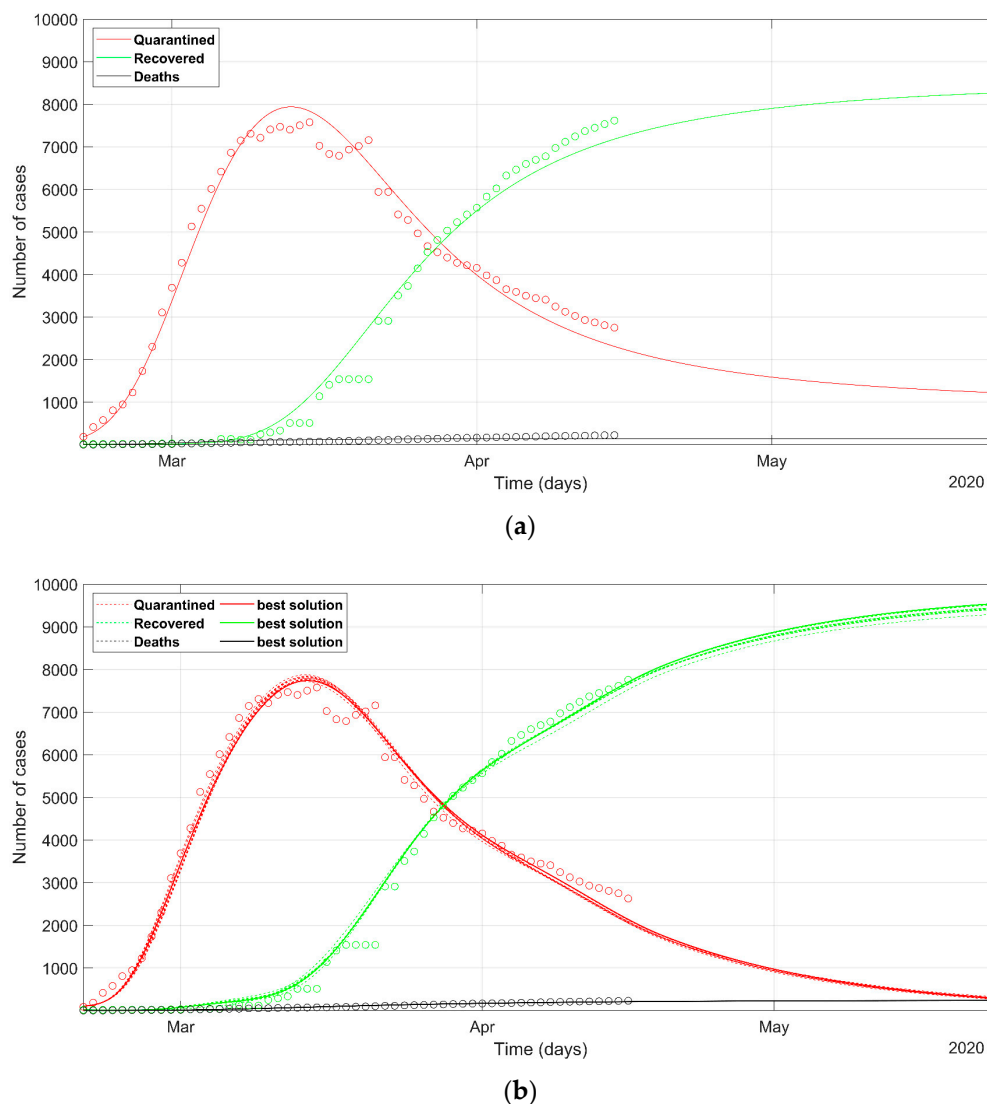 10000
9000
8000
7000
6000
5000
4000
3000
2000
1000
Number of cases
Quarantined
Recovered
Deaths
Mar
Apr
May
Time (days)
2020
(a)
10000
9000
8000
7000
6000
5000
4000
3000
2000
1000
Number of cases
Quarantined best solution
Recovered best solution
Deaths best solution
Mar
Apr
May
Time (days)
2020
(b)